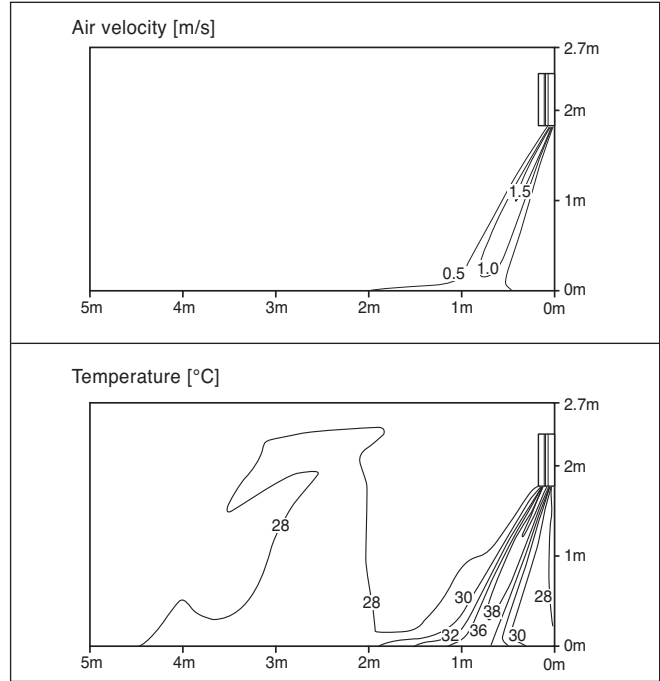 Air velocity [m/s]
2.7m
2m
1.5
1m
0.5 1.0
0m
5m 4m 3m 2m 1m 0m
Temperature [°C]
2.7m
2m
28
1m
28 30 38 28
32 36 30
0m
5m 4m 3m 2m 1m 0m